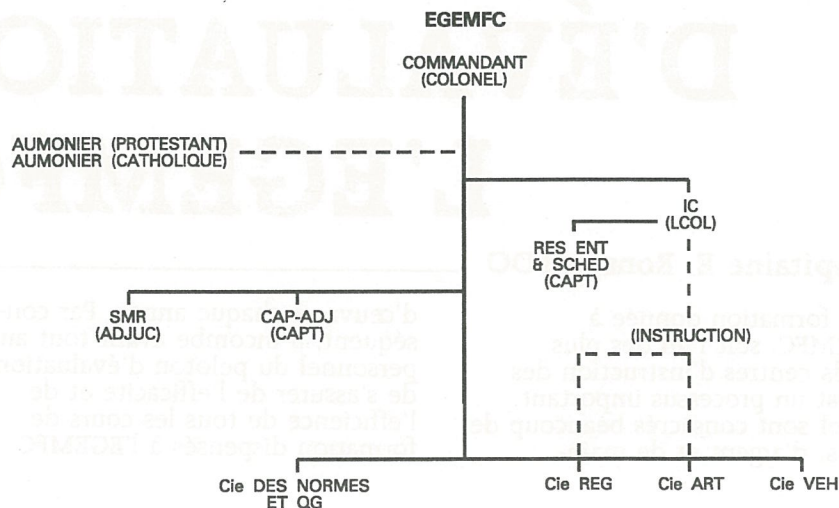 EGEMFC
COMMANDANT
(COLONEL)
AUMONIER (PROTESTANT)
AUMONIER (CATHOLIQUE)
IC
(LCOL)
RES ENT
& SCHED
(CAPT)
SMR
(ADJUC)
CAP-ADJ
(CAPT)
(INSTRUCTION)
Cie DES NORMES
ET QG
Cie REG
Cie ART
Cie VEH